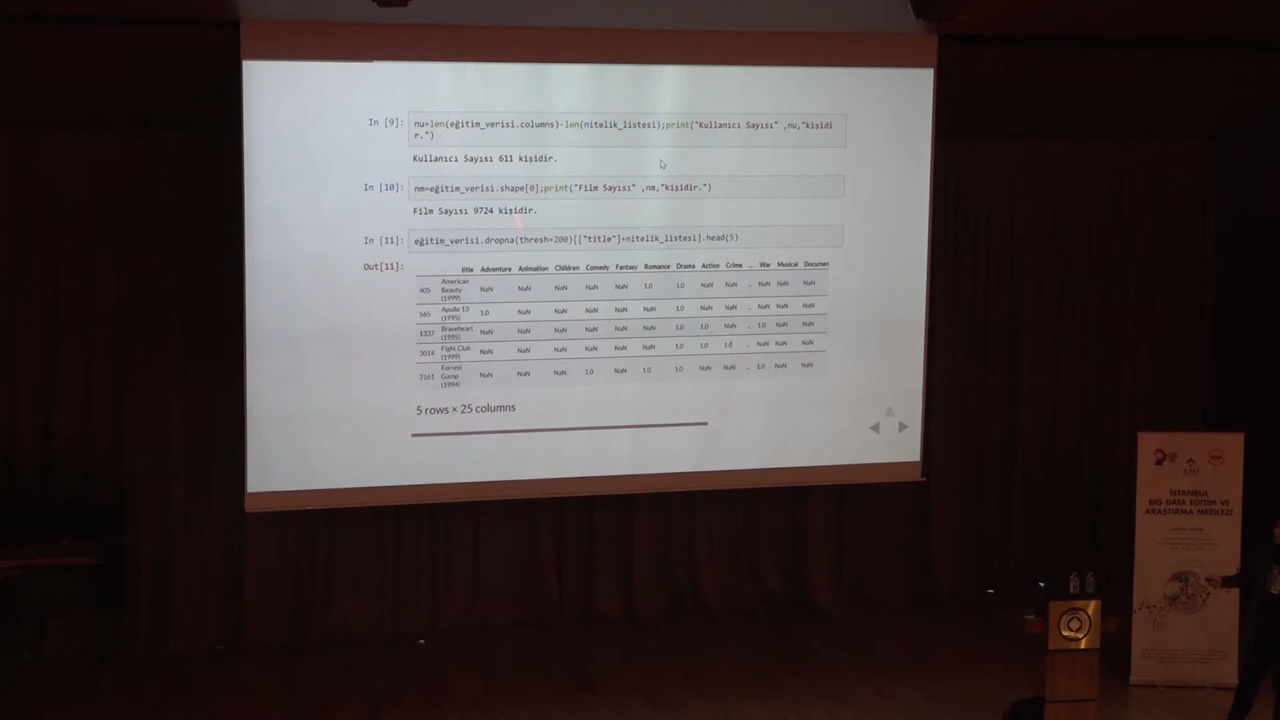 In [9]: nu=len(eğitim_verisi.columns)-len(nitelik_listesi);print("Kullanıcı Sayısı" ,nu,"kişidi
r.")
Kullanıcı Sayısı 611 kişidir.
In [10]: nm=eğitim_verisi.shape[0];print("Film Sayısı" ,nm,"kişidir.")
Film Sayısı 9724 kişidir.
In [11]: eğitim_verisi.dropna(thresh=200)[["title"]+nitelik_listesi].head(5)
Out[11]:
title Adventure Animation Children Comedy Fantasy Romance Drama Action Crime ... War Musical Documen
405 American Beauty (1999) NaN NaN NaN NaN NaN 1.0 1.0 NaN NaN ... NaN NaN NaN
565 Apollo 13 (1995) 1.0 NaN NaN NaN NaN NaN 1.0 NaN NaN ... NaN NaN NaN
1337 Braveheart (1995) NaN NaN NaN NaN NaN NaN 1.0 1.0 NaN ... 1.0 NaN NaN
3014 Fight Club (1999) NaN NaN NaN NaN NaN NaN 1.0 1.0 1.0 ... NaN NaN NaN
3161 Forrest Gump (1994) NaN NaN NaN 1.0 NaN 1.0 1.0 NaN NaN ... 1.0 NaN NaN
5 rows × 25 columns
İSTANBUL
BIG DATA EĞİTİM VE
ARAŞTIRMA MERKEZİ